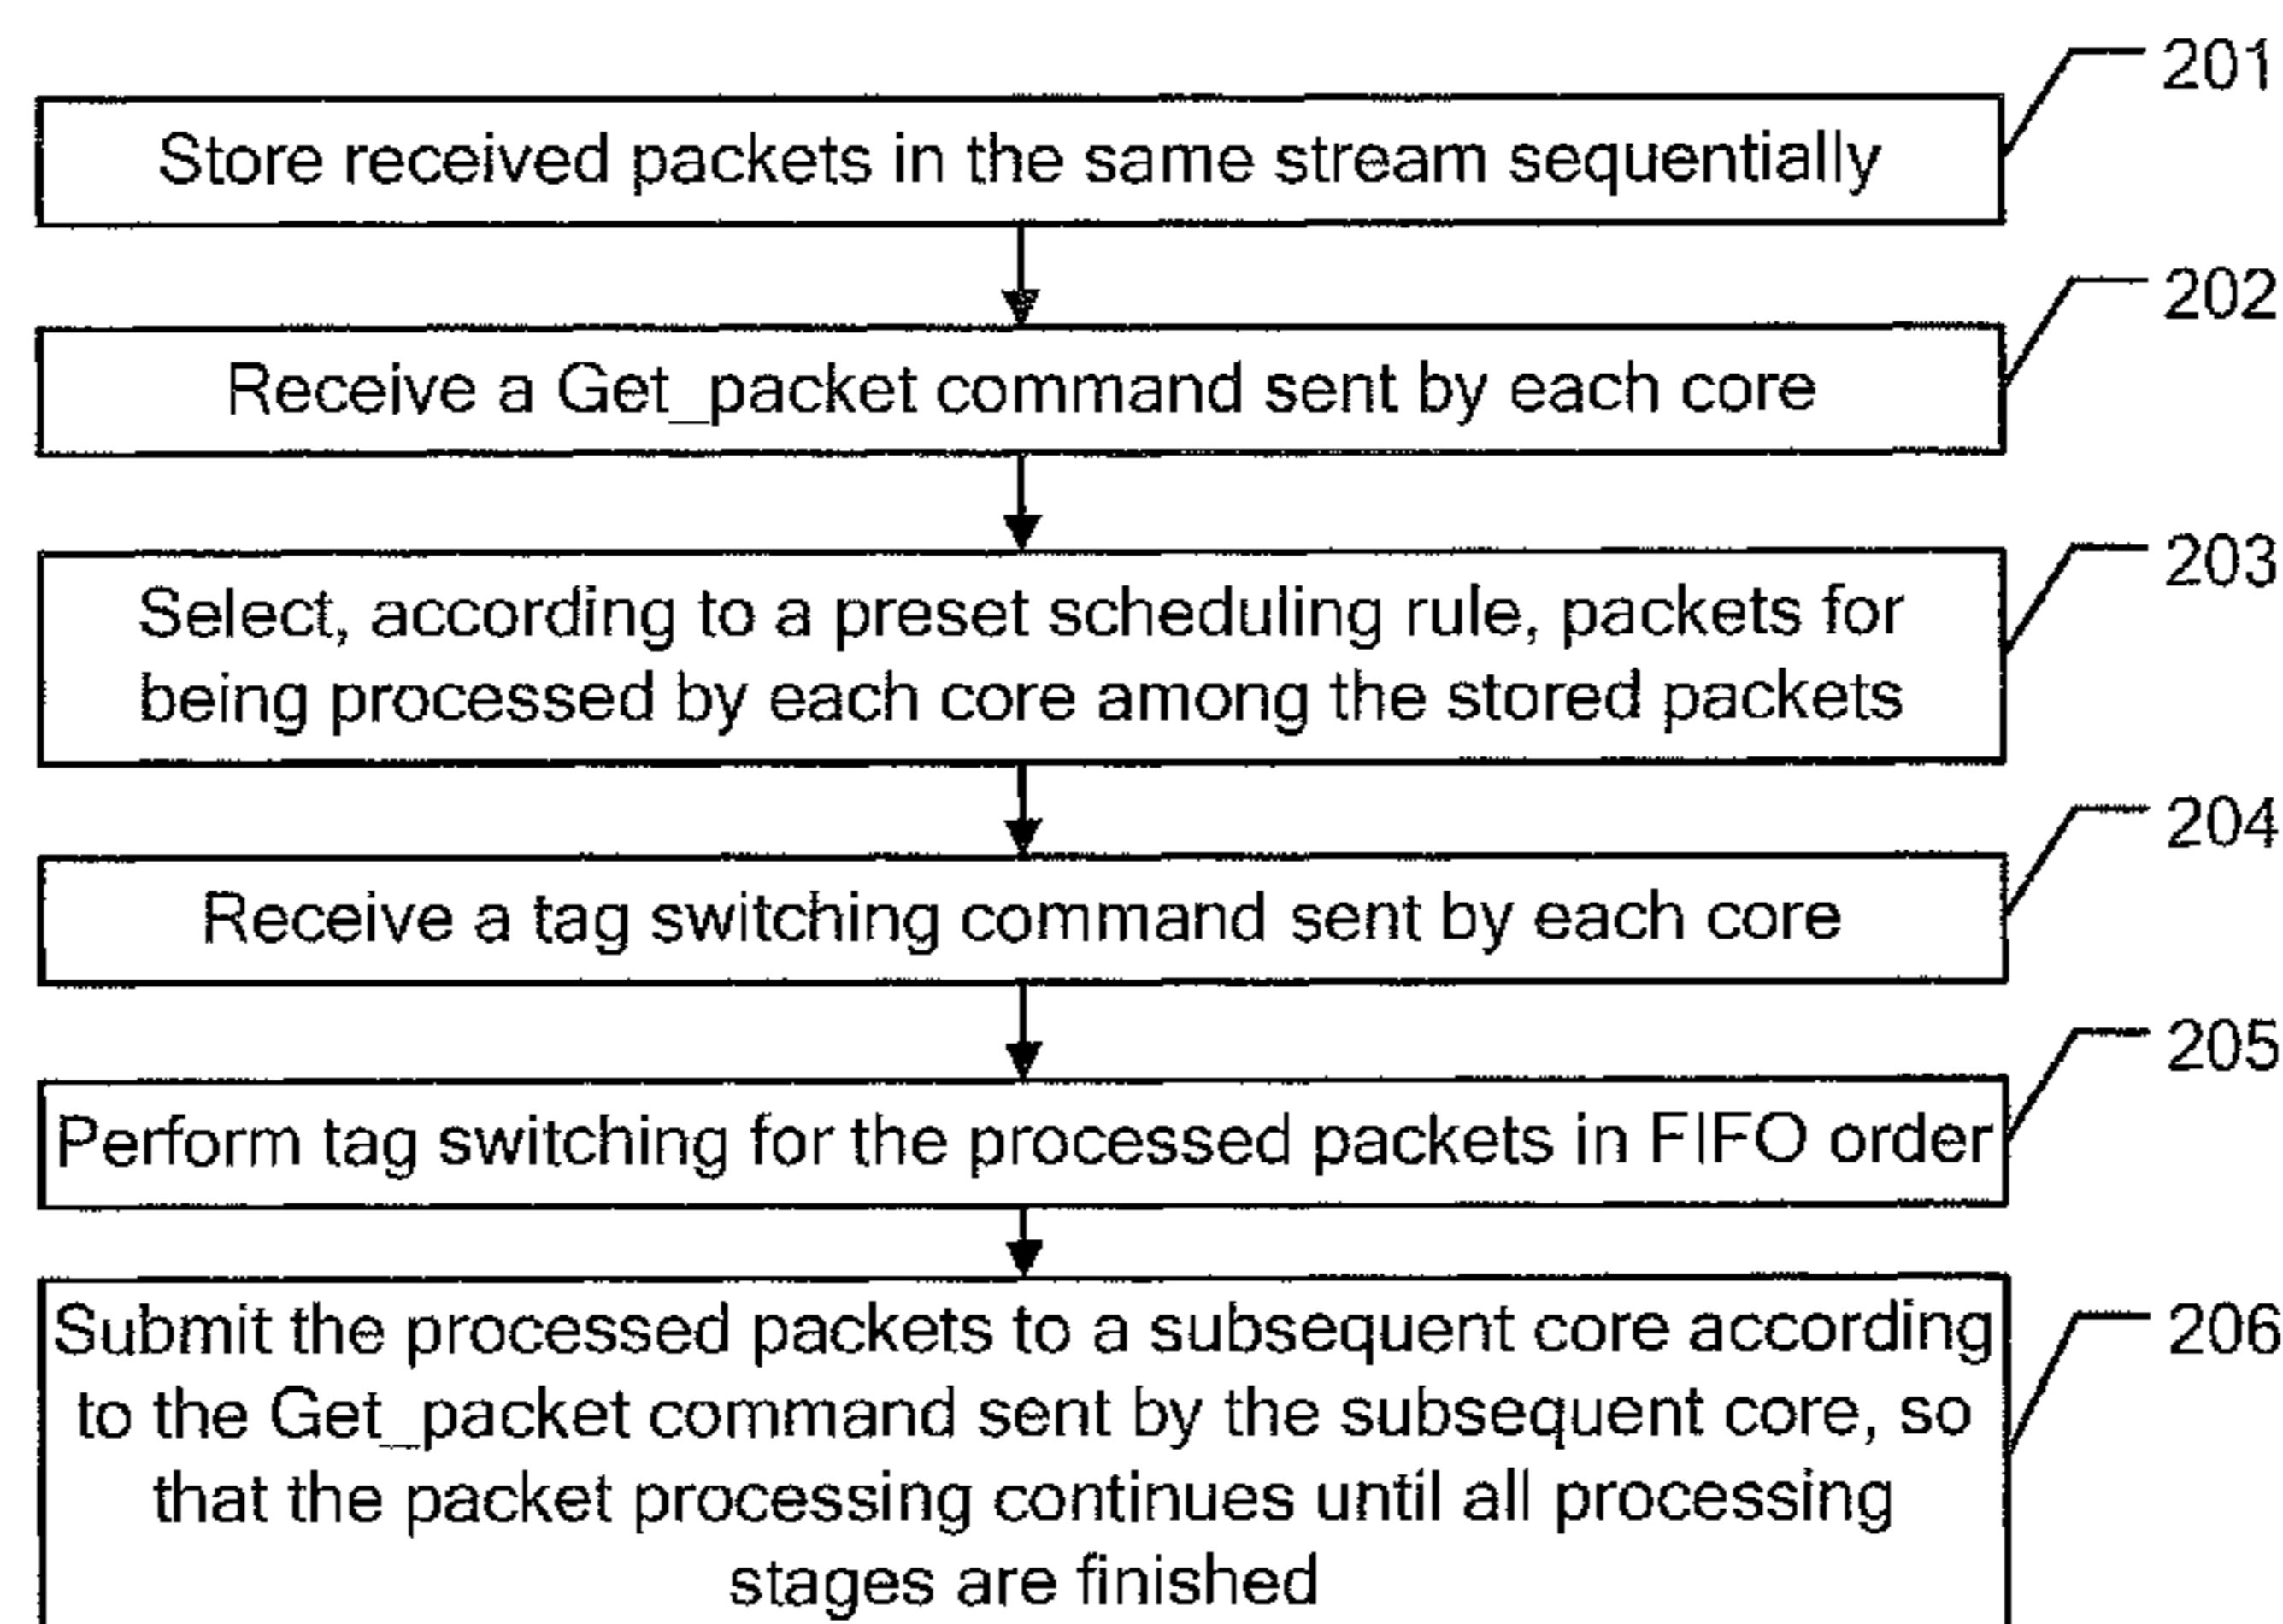 201
Store received packets in the same stream sequentially
202
Receive a Get_packet command sent by each core
203
Select, according to a preset scheduling rule, packets for
being processed by each core among the stored packets
204
Receive a tag switching command sent by each core
205
Perform tag switching for the processed packets in FIFO order
206
Submit the processed packets to a subsequent core according
to the Get_packet command sent by the subsequent core, so
that the packet processing continues until all processing
stages are finished